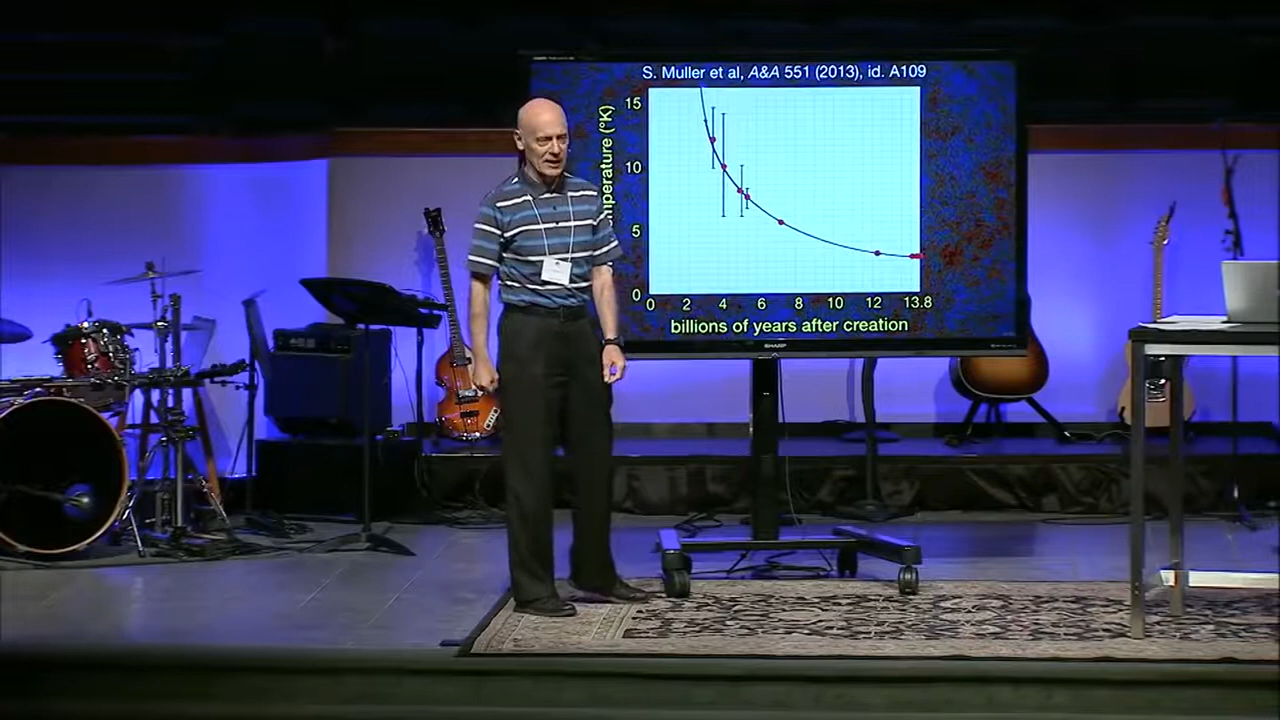 S. Muller et al, A&A 551 (2013), id. A109
mperature (°K)
15
10
5
0
0 2 4 6 8 10 12 13.8
billions of years after creation
SHARP